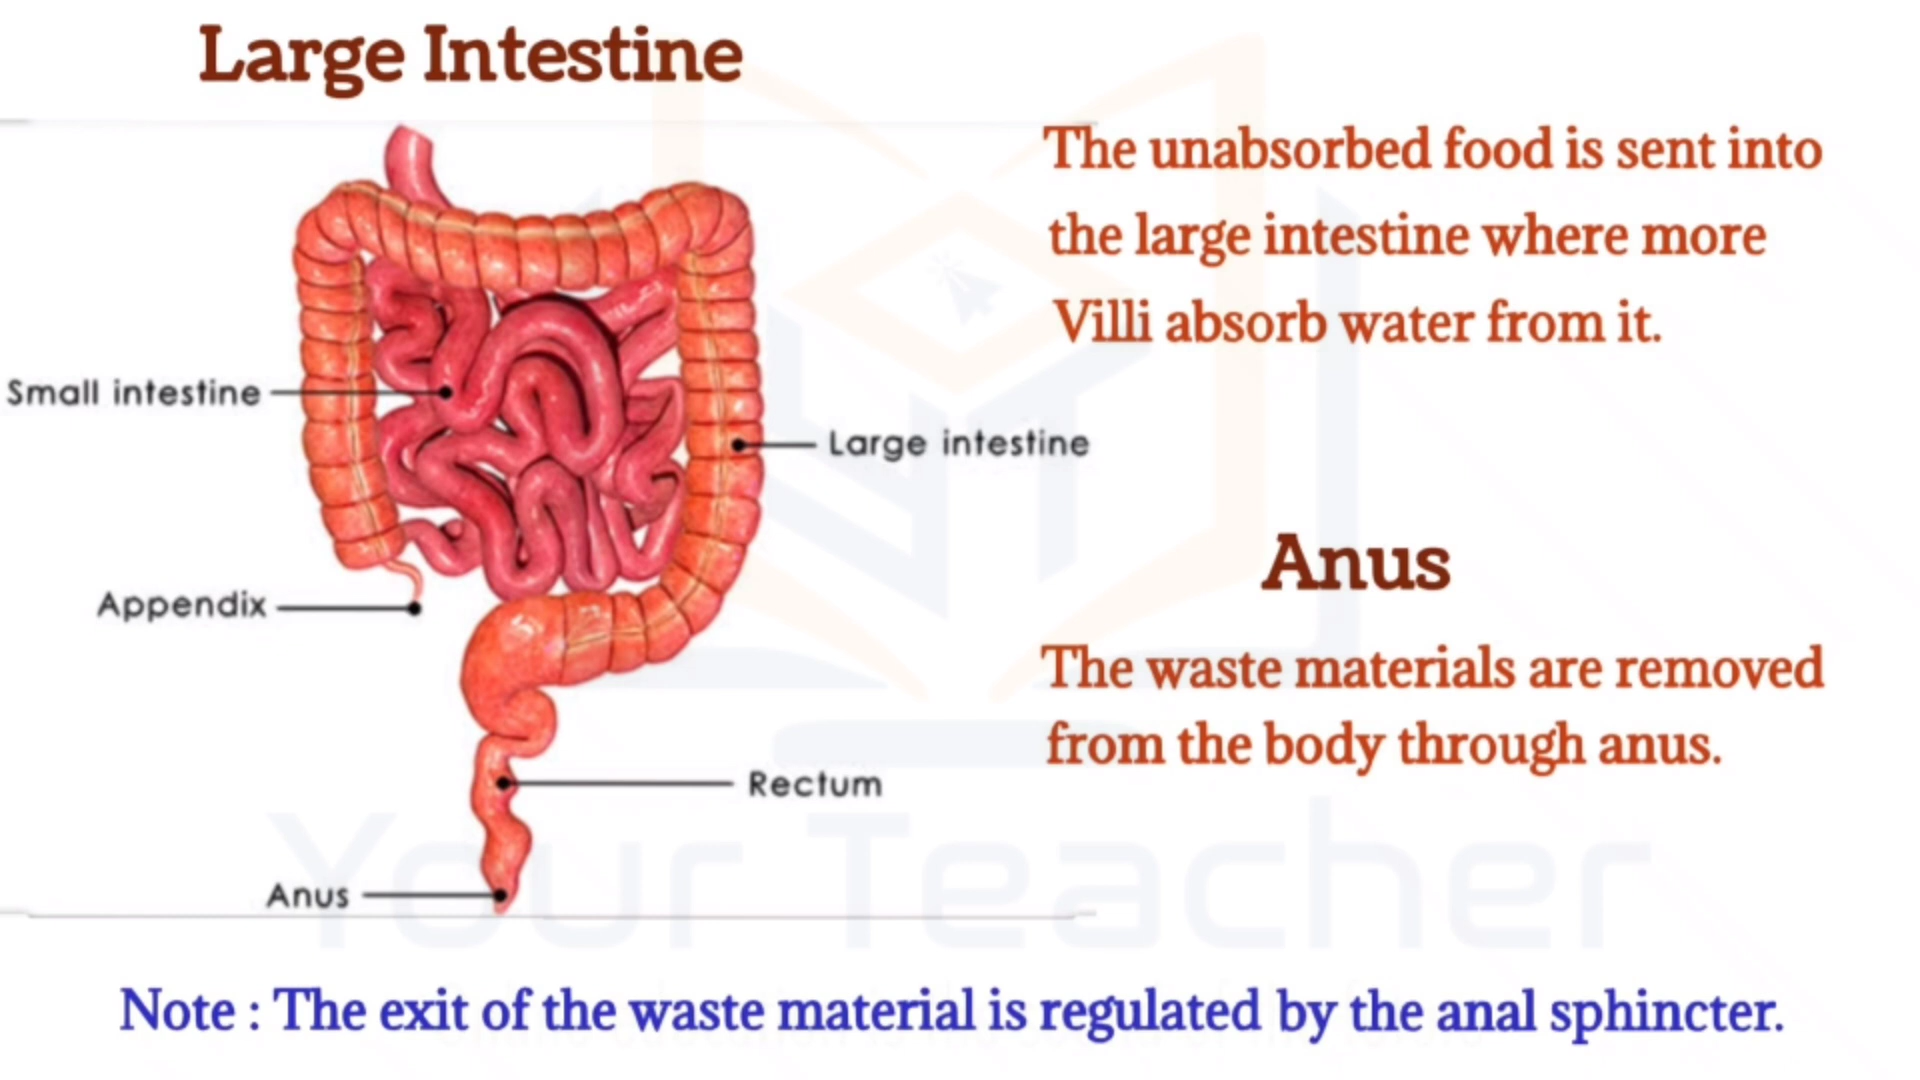 Large Intestine
The unabsorbed food is sent into
the large intestine where more
Villi absorb water from it.
Small intestine
Large intestine
Appendix
Anus
The waste materials are removed
from the body through anus.
Rectum
Anus
Your Teacher
Note : The exit of the waste material is regulated by the anal sphincter.